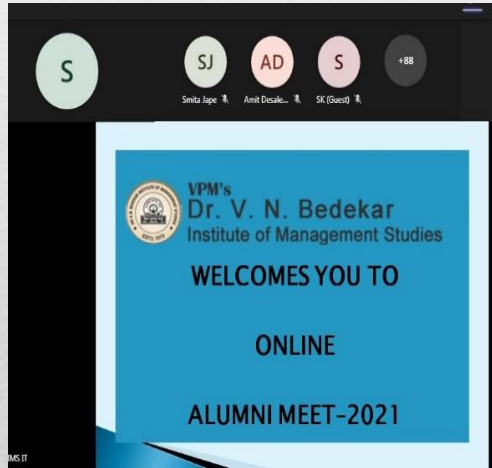 S
SJ
AD
S
+88
Smita Jape
Amit Desale...
SK (Guest)
VPM's
Dr. V. N. Bedekar
Institute of Management Studies
WELCOMES YOU TO
ONLINE
ALUMNI MEET-2021
IMS IT